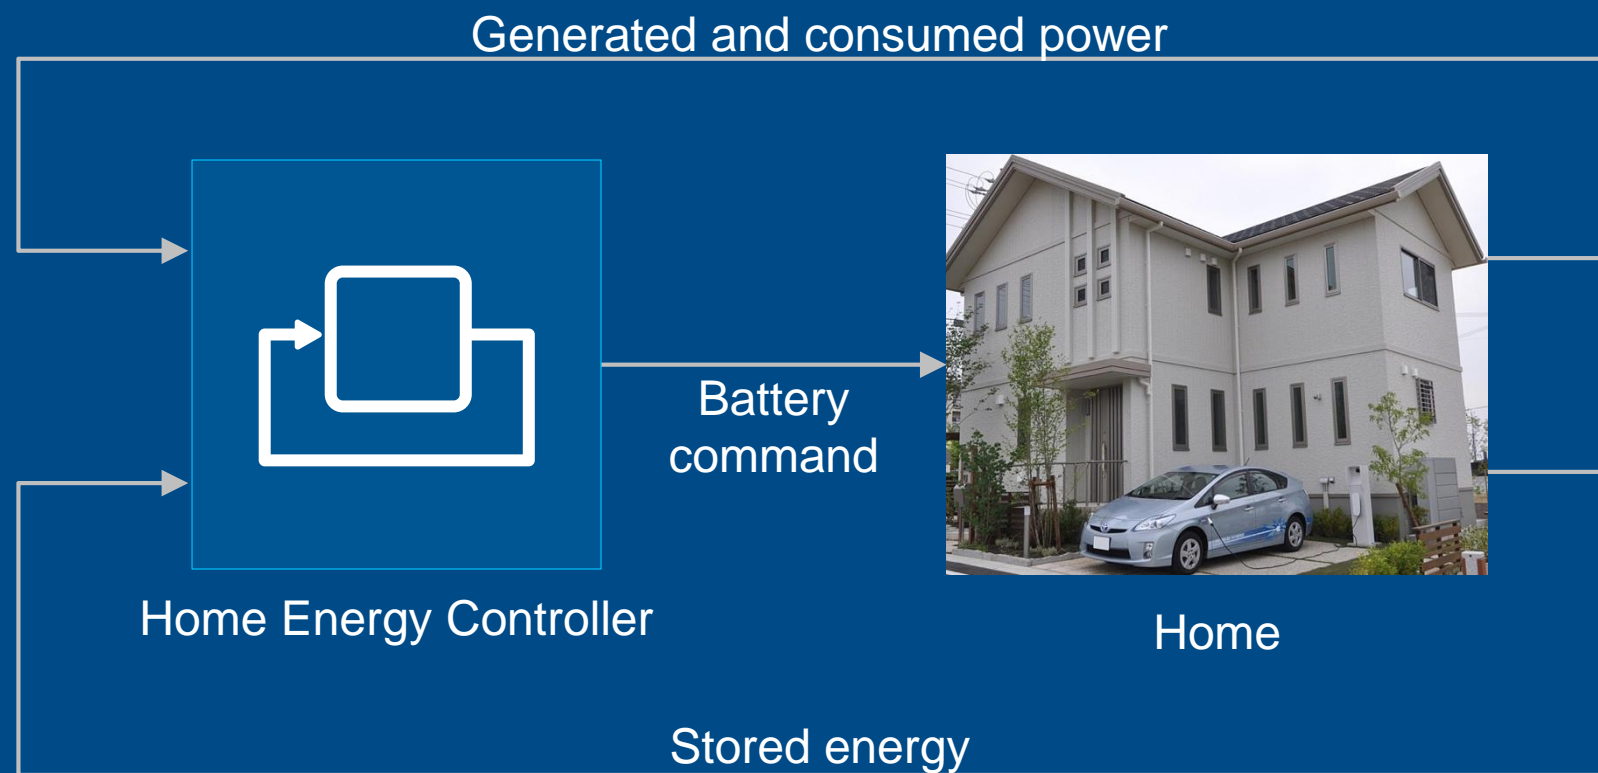 Generated and consumed power
Battery
command
Home Energy Controller
Home
Stored energy